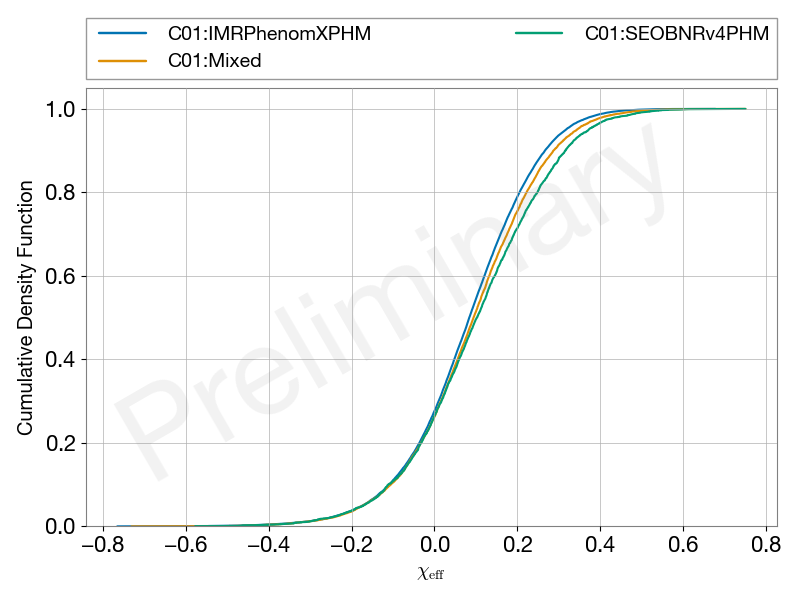 C01:IMRPhenomXPHM
C01:SEOBNRv4PHM
C01:Mixed
1.0
0.8
0.6
0.4
0.2
0.0
Cumulative Density Function
Preliminary
−0.8 −0.6 −0.4 −0.2 0.0 0.2 0.4 0.6 0.8
χeff